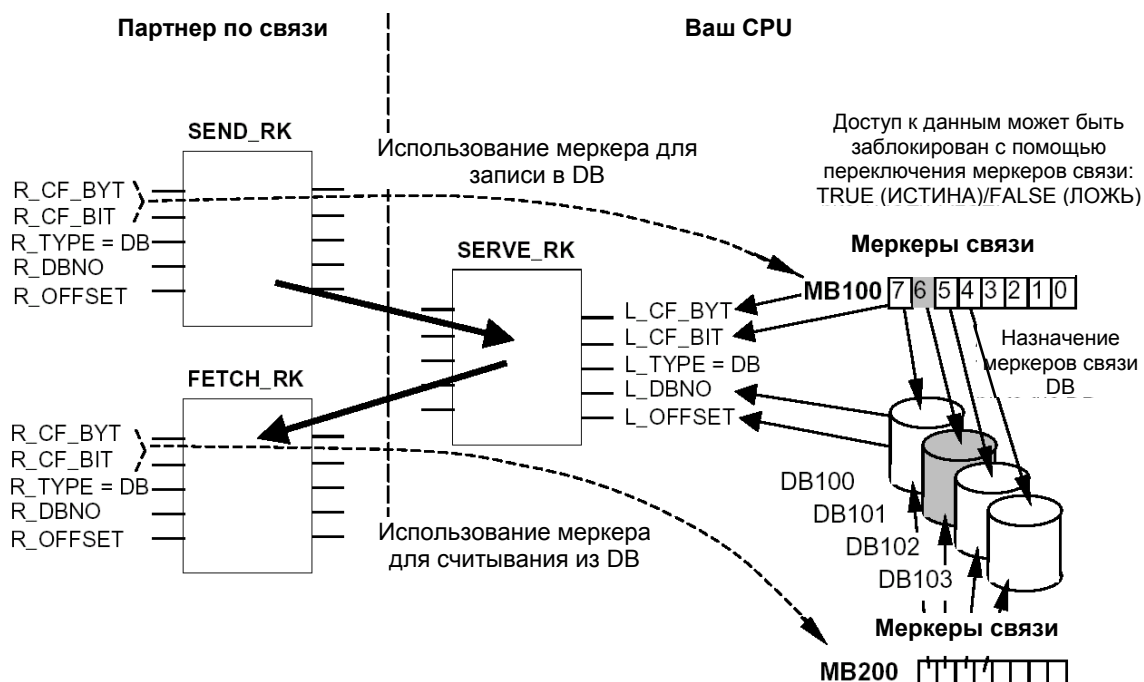 Партнер по связи
Ваш CPU
SEND_RK
R_CF_BYT
R_CF_BIT
R_TYPE = DB
R_DBNO
R_OFFSET
Использование меркера для
записи в DB
Доступ к данным может быть
заблокирован с помощью
переключения меркеров связи:
TRUE (ИСТИНА)/FALSE (ЛОЖЬ)
SERVE_RK
L_CF_BYT
L_CF_BIT
L_TYPE = DB
L_DBNO
L_OFFSET
Меркеры связи
MB100 7 6 5 4 3 2 1 0
Назначение
меркеров связи
DB
FETCH_RK
R_CF_BYT
R_CF_BIT
R_TYPE = DB
R_DBNO
R_OFFSET
Использование меркера
для считывания из DB
DB100
DB101
DB102
DB103
Меркеры связи
MB200